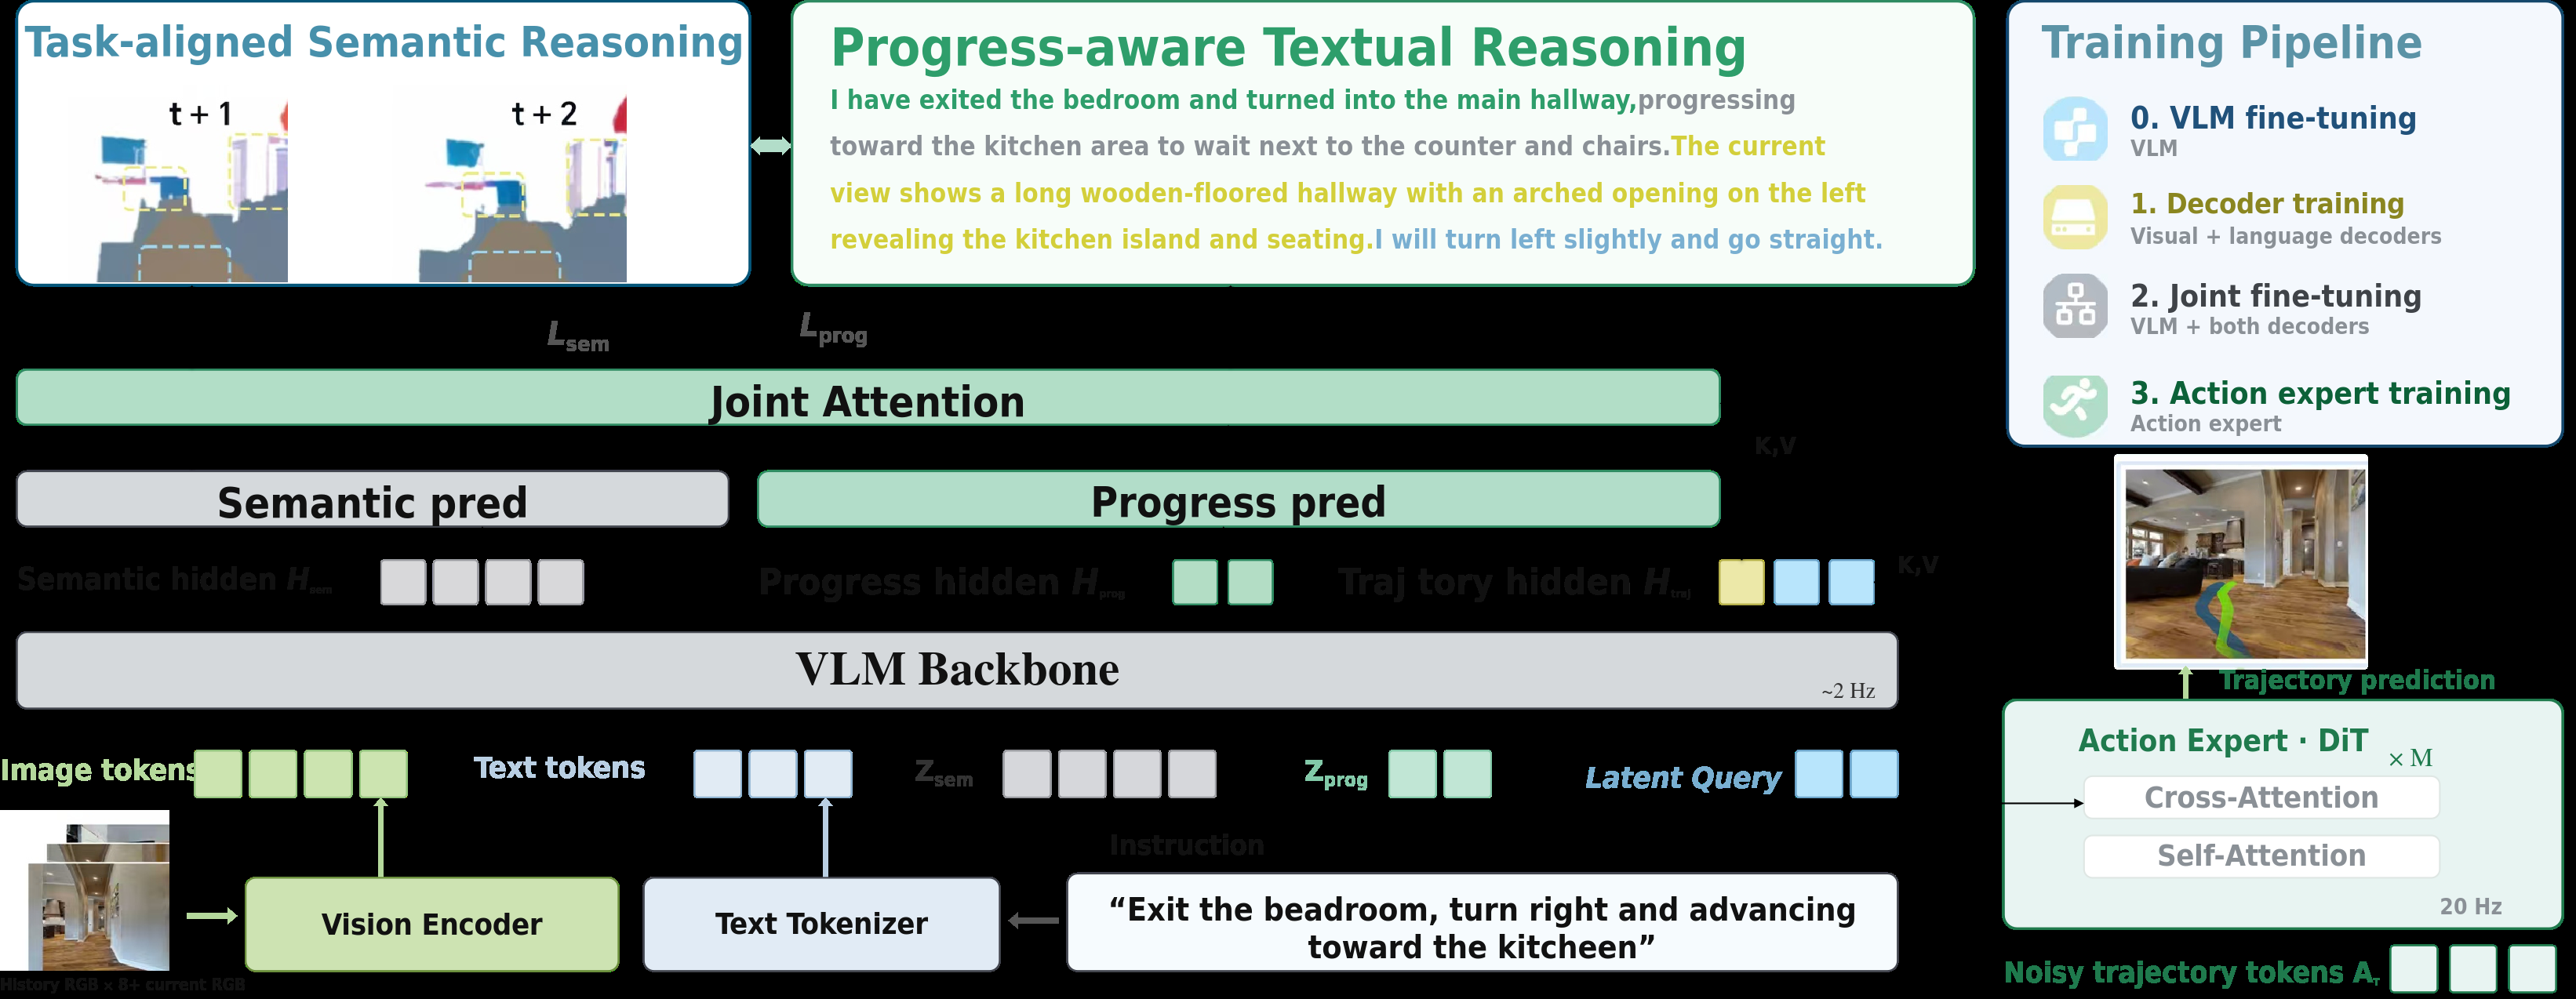 Task-aligned Semantic Reasoning
t + 1
t + 2
Progress-aware Textual Reasoning
I have exited the bedroom and turned into the main hallway,progressing
toward the kitchen area to wait next to the counter and chairs.The current
view shows a long wooden-floored hallway with an arched opening on the left
revealing the kitchen island and seating.I will turn left slightly and go straight.
Training Pipeline
0. VLM fine-tuning
VLM
1. Decoder training
Visual + language decoders
2. Joint fine-tuning
VLM + both decoders
3. Action expert training
Action expert
Lsem
Lprog
Joint Attention
K,V
Semantic pred
Progress pred
Semantic hidden Hsem
Progress hidden Hprog
Traj tory hidden Htraj
K,V
VLM Backbone
~2 Hz
Image tokens
Text tokens
Zsem
Zprog
Latent Query
Instruction
Vision Encoder
Text Tokenizer
“Exit the beadroom, turn right and advancing
toward the kitcheen”
History RGB × 8+ current RGB
Trajectory prediction
Action Expert · DiT
× M
Cross-Attention
Self-Attention
20 Hz
Noisy trajectory tokens AT